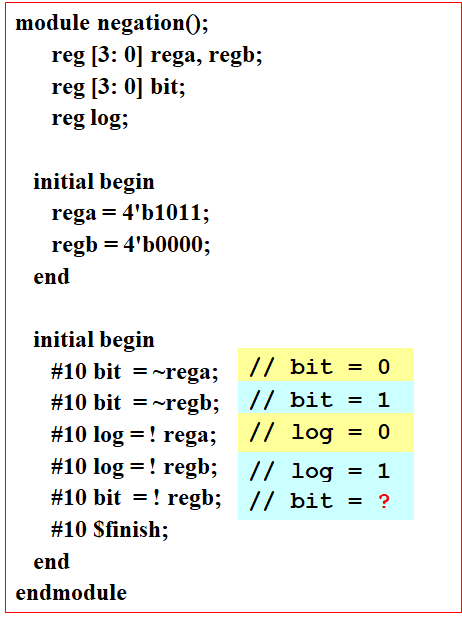 module negation();
reg [3: 0] rega, regb;
reg [3: 0] bit;
reg log;
initial begin
rega = 4'b1011;
regb = 4'b0000;
end
initial begin
#10 bit = ~rega; // bit = 0
#10 bit = ~regb; // bit = 1
#10 log = ! rega; // log = 0
#10 log = ! regb; // log = 1
#10 bit = ! regb; // bit = ?
#10 $finish;
end
endmodule